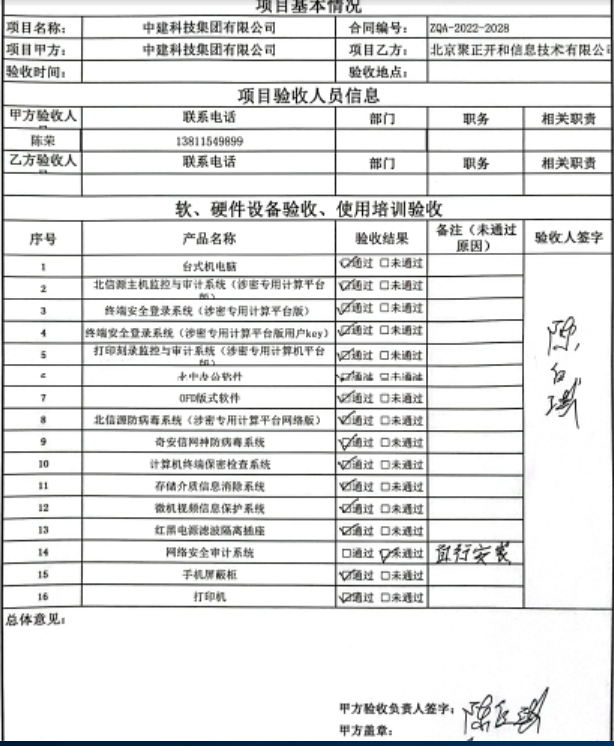 项目基本情况
项目名称： 中建科技集团有限公司 合同编号： ZQA-2022-2028
项目甲方： 中建科技集团有限公司 项目乙方： 北京聚正开和信息技术有限公司
验收时间： 验收地点：
项目验收人员信息
甲方验收人 联系电话 部门 职务 相关职责
陈荣 13811549899
乙方验收人 联系电话 部门 职务 相关职责
软、硬件设备验收、使用培训验收
序号 产品名称 验收结果 备注（未通过原因） 验收人签字
1 台式机电脑 ☑通过 □未通过
2 北信源主机监控与审计系统（涉密专用计算平台版） ☑通过 □未通过
3 终端安全登录系统（涉密专用计算平台版） ☑通过 □未通过
4 终端安全登录系统（涉密专用计算平台版用户key） ☑通过 □未通过
5 打印刻录监控与审计系统（涉密专用计算机平台版） ☑通过 □未通过
6 办公软件 ☑通过 □未通过
7 OFD版式软件 ☑通过 □未通过
8 北信源防病毒系统（涉密专用计算平台网络版） ☑通过 □未通过
9 奇安信网神防病毒系统 ☑通过 □未通过
10 计算机终端保密检查系统 ☑通过 □未通过
11 存储介质信息消除系统 ☑通过 □未通过
12 微机视频信息保护系统 ☑通过 □未通过
13 红黑电源滤波隔离插座 ☑通过 □未通过
14 网络安全审计系统 □通过 ☑未通过 自行安装
15 手机屏蔽柜 ☑通过 □未通过
16 打印机 ☑通过 □未通过
总体意见：
甲方验收负责人签字：
甲方盖章：